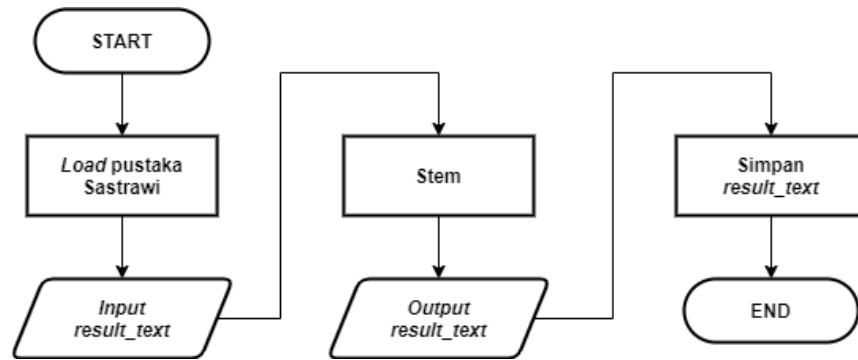 START
Load pustaka
Sastrawi
Input
result_text
Stem
Output
result_text
Simpan
result_text
END